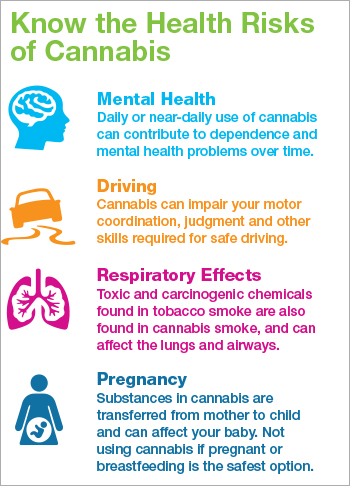 Know the Health Risks
of Cannabis
Mental Health
Daily or near-daily use of cannabis
can contribute to dependence and
mental health problems over time.
Driving
Cannabis can impair your motor
coordination, judgment and other
skills required for safe driving.
Respiratory Effects
Toxic and carcinogenic chemicals
found in tobacco smoke are also
found in cannabis smoke, and can
affect the lungs and airways.
Pregnancy
Substances in cannabis are
transferred from mother to child
and can affect your baby. Not
using cannabis if pregnant or
breastfeeding is the safest option.